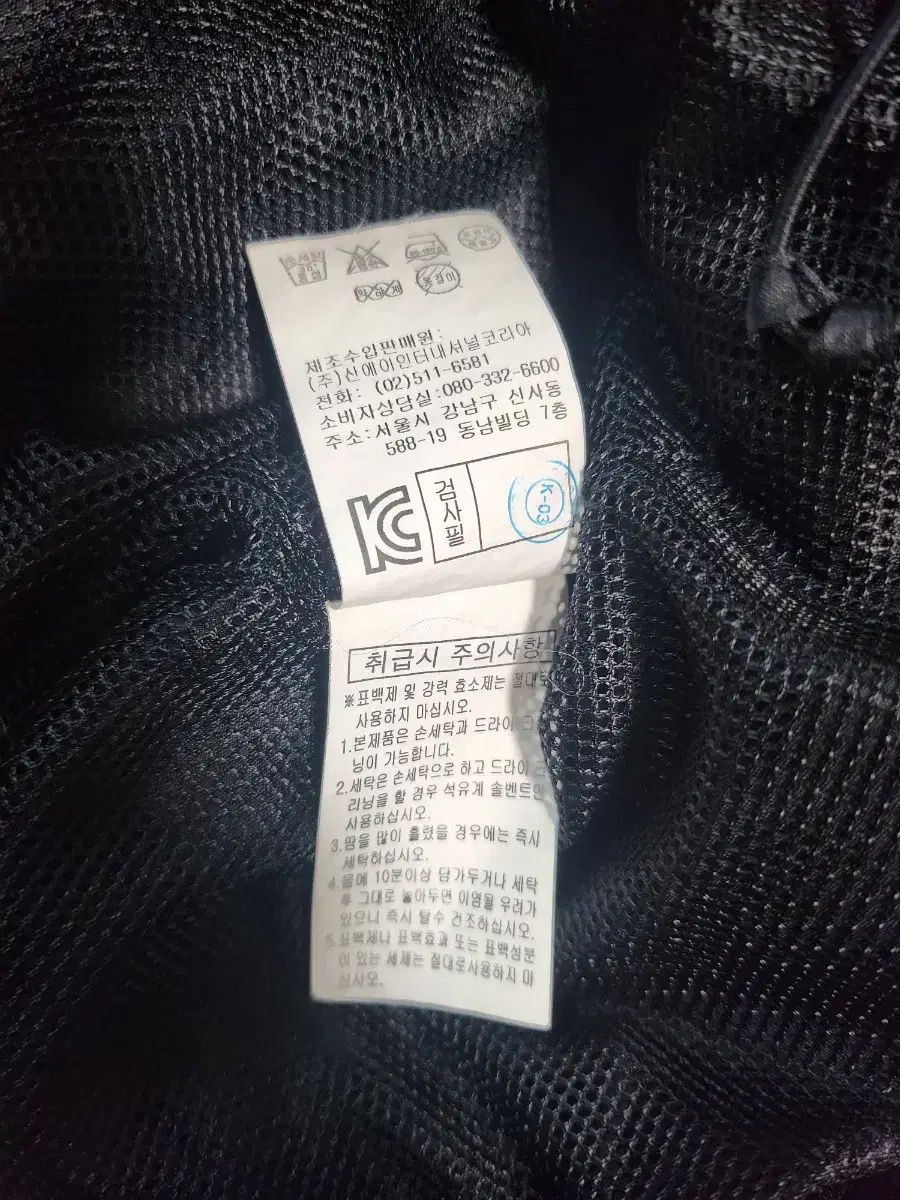 손세탁
30°
중성
제조수입판매원:
(주)신에이인터내셔널코리아
전화: (02)511-6581
소비자상담실:080-332-6600
주소:서울시 강남구 신사동
588-19 동남빌딩 7층
KC
검사필
K-03
취급시 주의사항
※표백제 및 강력 효소제는 절대로
사용하지 마십시오.
1.본제품은 손세탁과 드라이크리
닝이 가능합니다.
2.세탁은 손세탁으로 하고 드라이크
리닝을 할 경우 석유계 솔벤트만
사용하십시오.
3.땀을 많이 흘렸을 경우에는 즉시
세탁하십시오.
4.물에 10분이상 담가두거나 세탁
후 그대로 놓아두면 이염될 우려가
있으니 즉시 탈수 건조하십시오.
5.표백제나 표백효과 또는 표백성분
이 있는 세제는 절대로사용하지 마
십시오.